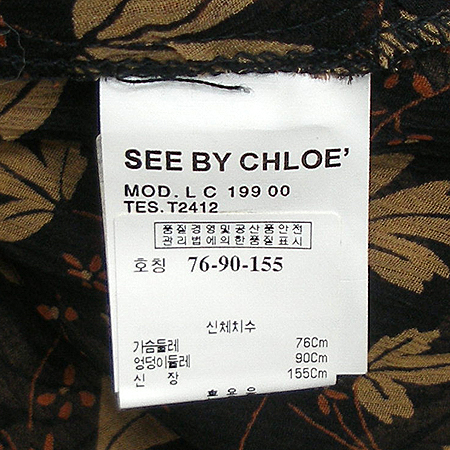 SEE BY CHLOE’
MOD. L C 199 00
TES. T2412
품질경영및공산품안전
관리법에의한품질표시
호칭 76-90-155
신체치수
가슴둘레 76Cm
엉덩이둘레 90Cm
신 장 155Cm